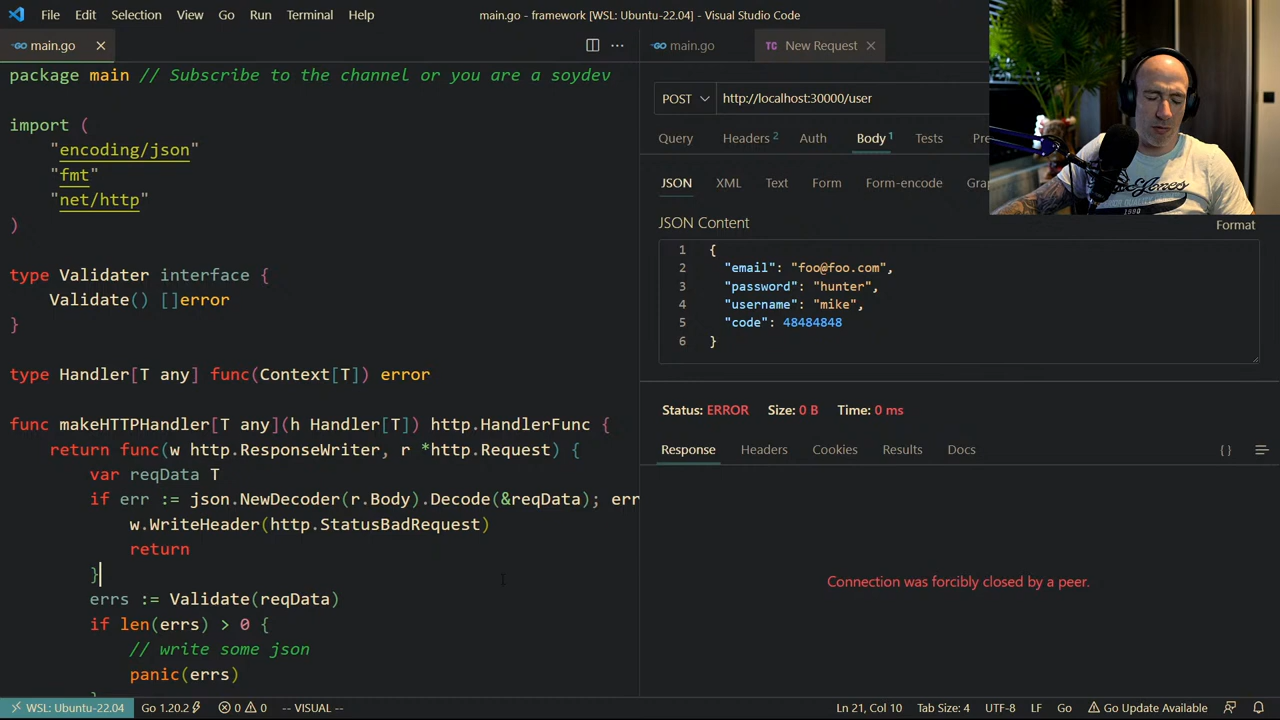 File Edit Selection View Go Run Terminal Help
main.go - framework [WSL: Ubuntu-22.04] - Visual Studio Code
main.go
package main // Subscribe to the channel or you are a soydev
import (
"encoding/json"
"fmt"
"net/http"
)
type Validater interface {
Validate() []error
}
type Handler[T any] func(Context[T]) error
func makeHTTPHandler[T any](h Handler[T]) http.HandlerFunc {
return func(w http.ResponseWriter, r *http.Request) {
var reqData T
if err := json.NewDecoder(r.Body).Decode(&reqData); err
w.WriteHeader(http.StatusBadRequest)
return
}
errs := Validate(reqData)
if len(errs) > 0 {
// write some json
panic(errs)
main.go TC New Request
POST http://localhost:30000/user
Query Headers 2 Auth Body 1 Tests Pre
JSON XML Text Form Form-encode Gra
JSON Content
Format
1 {
2 "email": "foo@foo.com",
3 "password": "hunter",
4 "username": "mike",
5 "code": 48484848
6 }
Status: ERROR Size: 0 B Time: 0 ms
Response Headers Cookies Results Docs
{ }
Connection was forcibly closed by a peer.
WSL: Ubuntu-22.04 Go 1.20.2 0 0 -- VISUAL -- Ln 21, Col 10 Tab Size: 4 UTF-8 LF Go Go Update Available